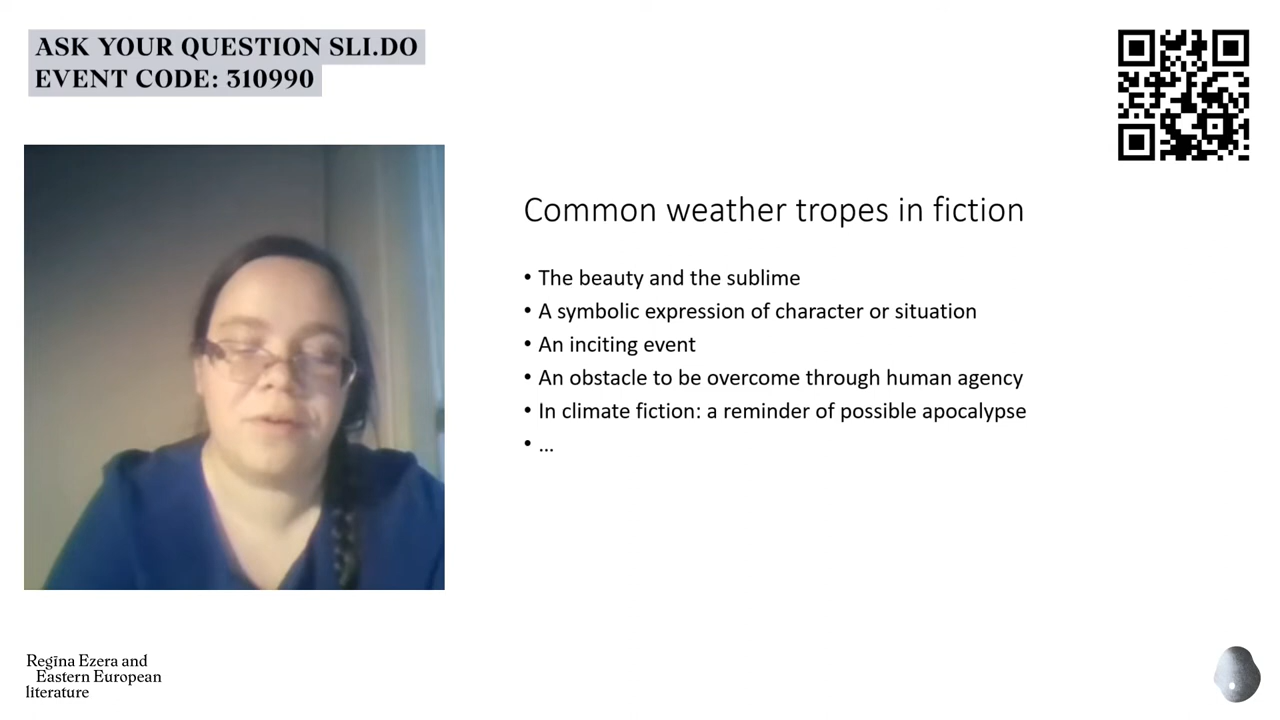 ASK YOUR QUESTION SLI.DO
EVENT CODE: 310990
Common weather tropes in fiction
• The beauty and the sublime
• A symbolic expression of character or situation
• An inciting event
• An obstacle to be overcome through human agency
• In climate fiction: a reminder of possible apocalypse
• ...
Regīna Ezera and
Eastern European
literature